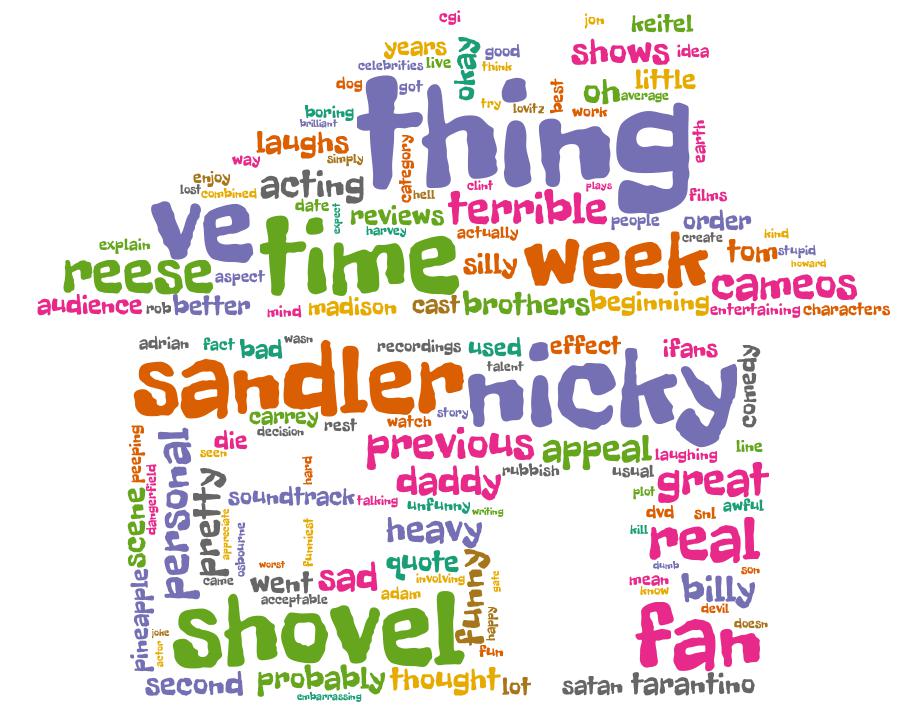 cgi
jon keitel
years okay good shows idea
celebrities live think
dog got thing best oh little
average
try lovitz work
boring
brilliant
laughs category earth
way simply
enjoy acting hell clint plays films
lost combined
date expect reviews terrible people order
ve time harvey actually create kind
explain silly week tom stupid
reese aspect howard
cameos
audience rob better mind madison cast brothers beginning entertaining characters
adrian fact bad wasn recordings used effect ifans comedy
talent
sandler nicky
carrey story
decision rest watch
peeping personal die previous appeal line
seen laughing
hard rubbish usual
dangerfield pretty daddy great
scene soundtrack talking plot
unfunny writing dvd snl awful
appreciate osbourne funniest heavy kill real
quote
worst dumb son
pineapple came went sad involving funny gate mean know billy
acceptable adam
devil
shovel happy fan doesn
joke
actor fun
second probably thought lot satan tarantino
embarrassing